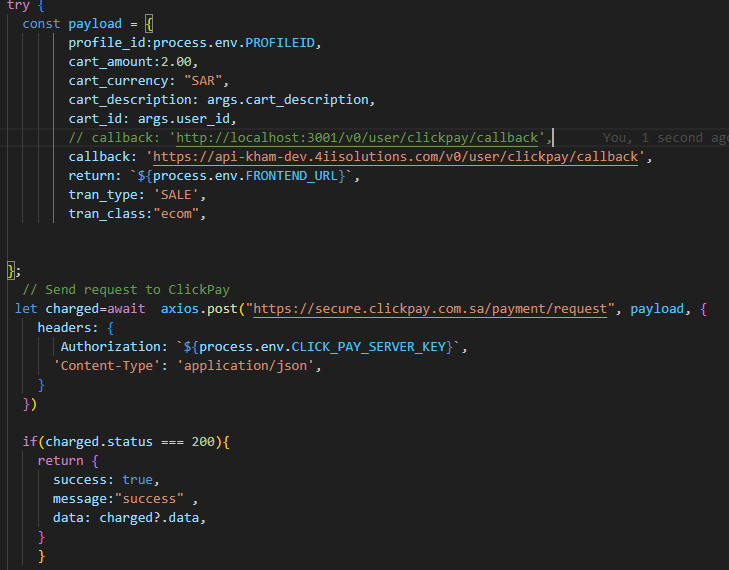 try {
const payload = {
profile_id:process.env.PROFILEID,
cart_amount:2.00,
cart_currency: "SAR",
cart_description: args.cart_description,
cart_id: args.user_id,
// callback: 'http://localhost:3001/v0/user/clickpay/callback', You, 1 second ago
callback: 'https://api-kham-dev.4iisolutions.com/v0/user/clickpay/callback',
return: `${process.env.FRONTEND_URL}`,
tran_type: 'SALE',
tran_class:"ecom",
};
// Send request to ClickPay
let charged=await axios.post("https://secure.clickpay.com.sa/payment/request", payload, {
headers: {
Authorization: `${process.env.CLICK_PAY_SERVER_KEY}`,
'Content-Type': 'application/json',
}
})
if(charged.status === 200){
return {
success: true,
message:"success" ,
data: charged?.data,
}
}